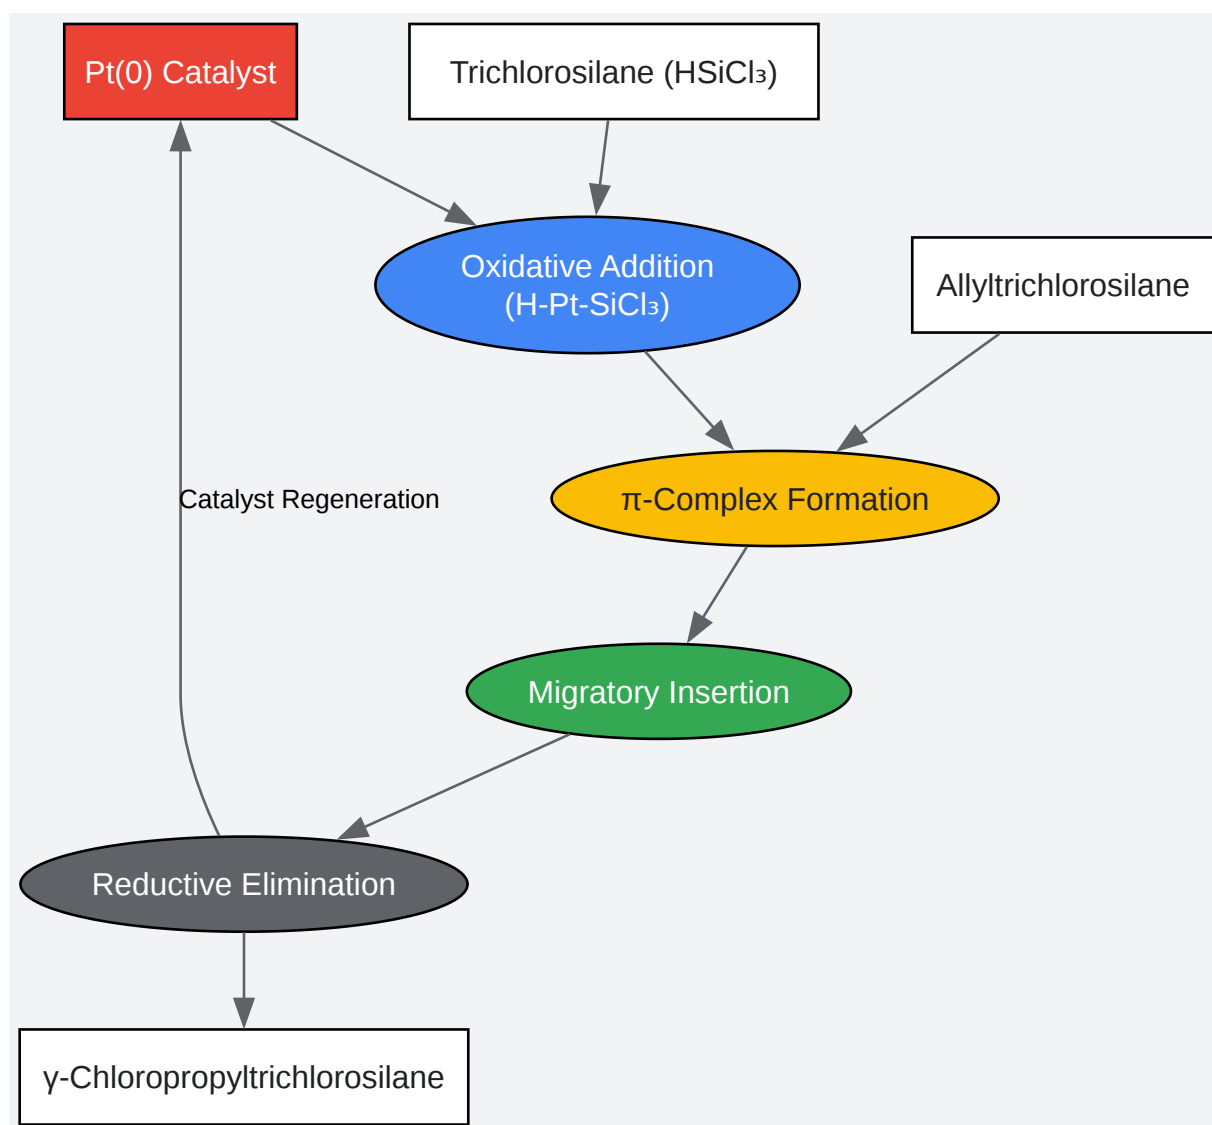 Pt(0) Catalyst
Trichlorosilane (HSiCl₃)
Oxidative Addition
(H-Pt-SiCl₃)
Allyltrichlorosilane
Catalyst Regeneration
π-Complex Formation
Migratory Insertion
Reductive Elimination
γ-Chloropropyltrichlorosilane